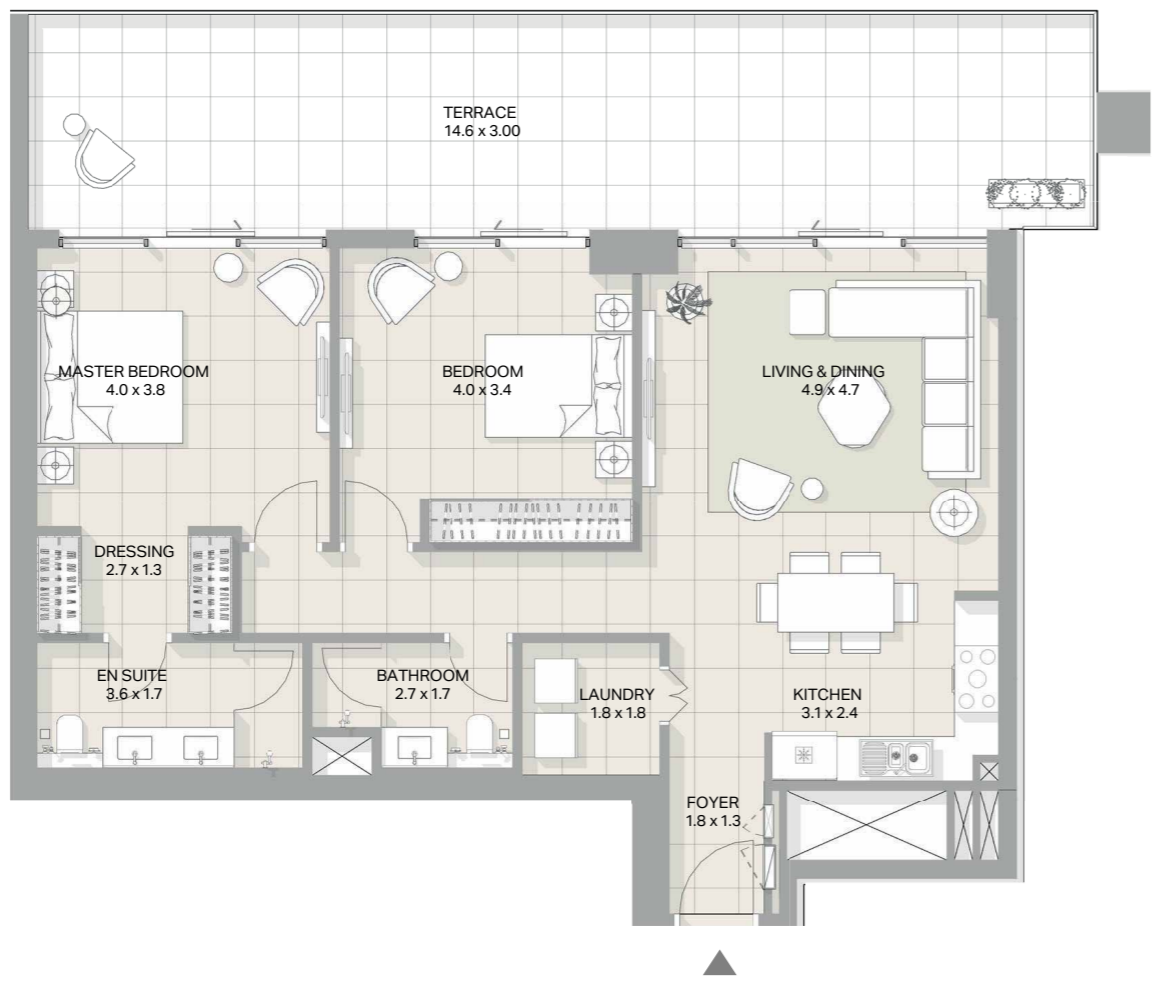 TERRACE
14.6 x 3.00
MASTER BEDROOM
4.0 x 3.8
BEDROOM
4.0 x 3.4
LIVING & DINING
4.9 x 4.7
DRESSING
2.7 x 1.3
EN SUITE
3.6 x 1.7
BATHROOM
2.7 x 1.7
LAUNDRY
1.8 x 1.8
KITCHEN
3.1 x 2.4
FOYER
1.8 x 1.3